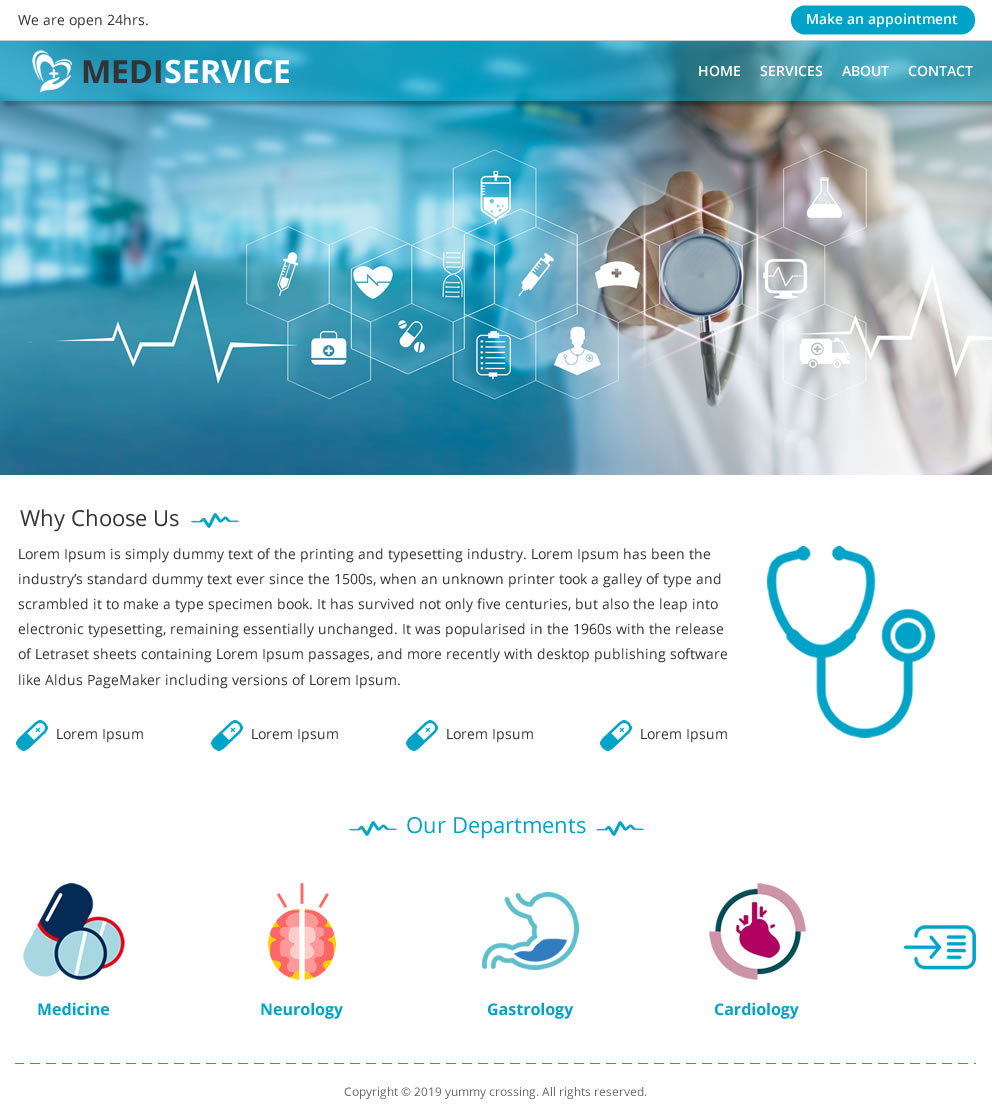 We are open 24hrs.
Make an appointment
MEDISERVICE
HOME SERVICES ABOUT CONTACT
Why Choose Us
Lorem Ipsum is simply dummy text of the printing and typesetting industry. Lorem Ipsum has been the
industry's standard dummy text ever since the 1500s, when an unknown printer took a galley of type and
scrambled it to make a type specimen book. It has survived not only five centuries, but also the leap into
electronic typesetting, remaining essentially unchanged. It was popularised in the 1960s with the release
of Letraset sheets containing Lorem Ipsum passages, and more recently with desktop publishing software
like Aldus PageMaker including versions of Lorem Ipsum.
Lorem Ipsum Lorem Ipsum Lorem Ipsum Lorem Ipsum
Our Departments
Medicine Neurology Gastrology Cardiology
Copyright © 2019 yummy crossing. All rights reserved.